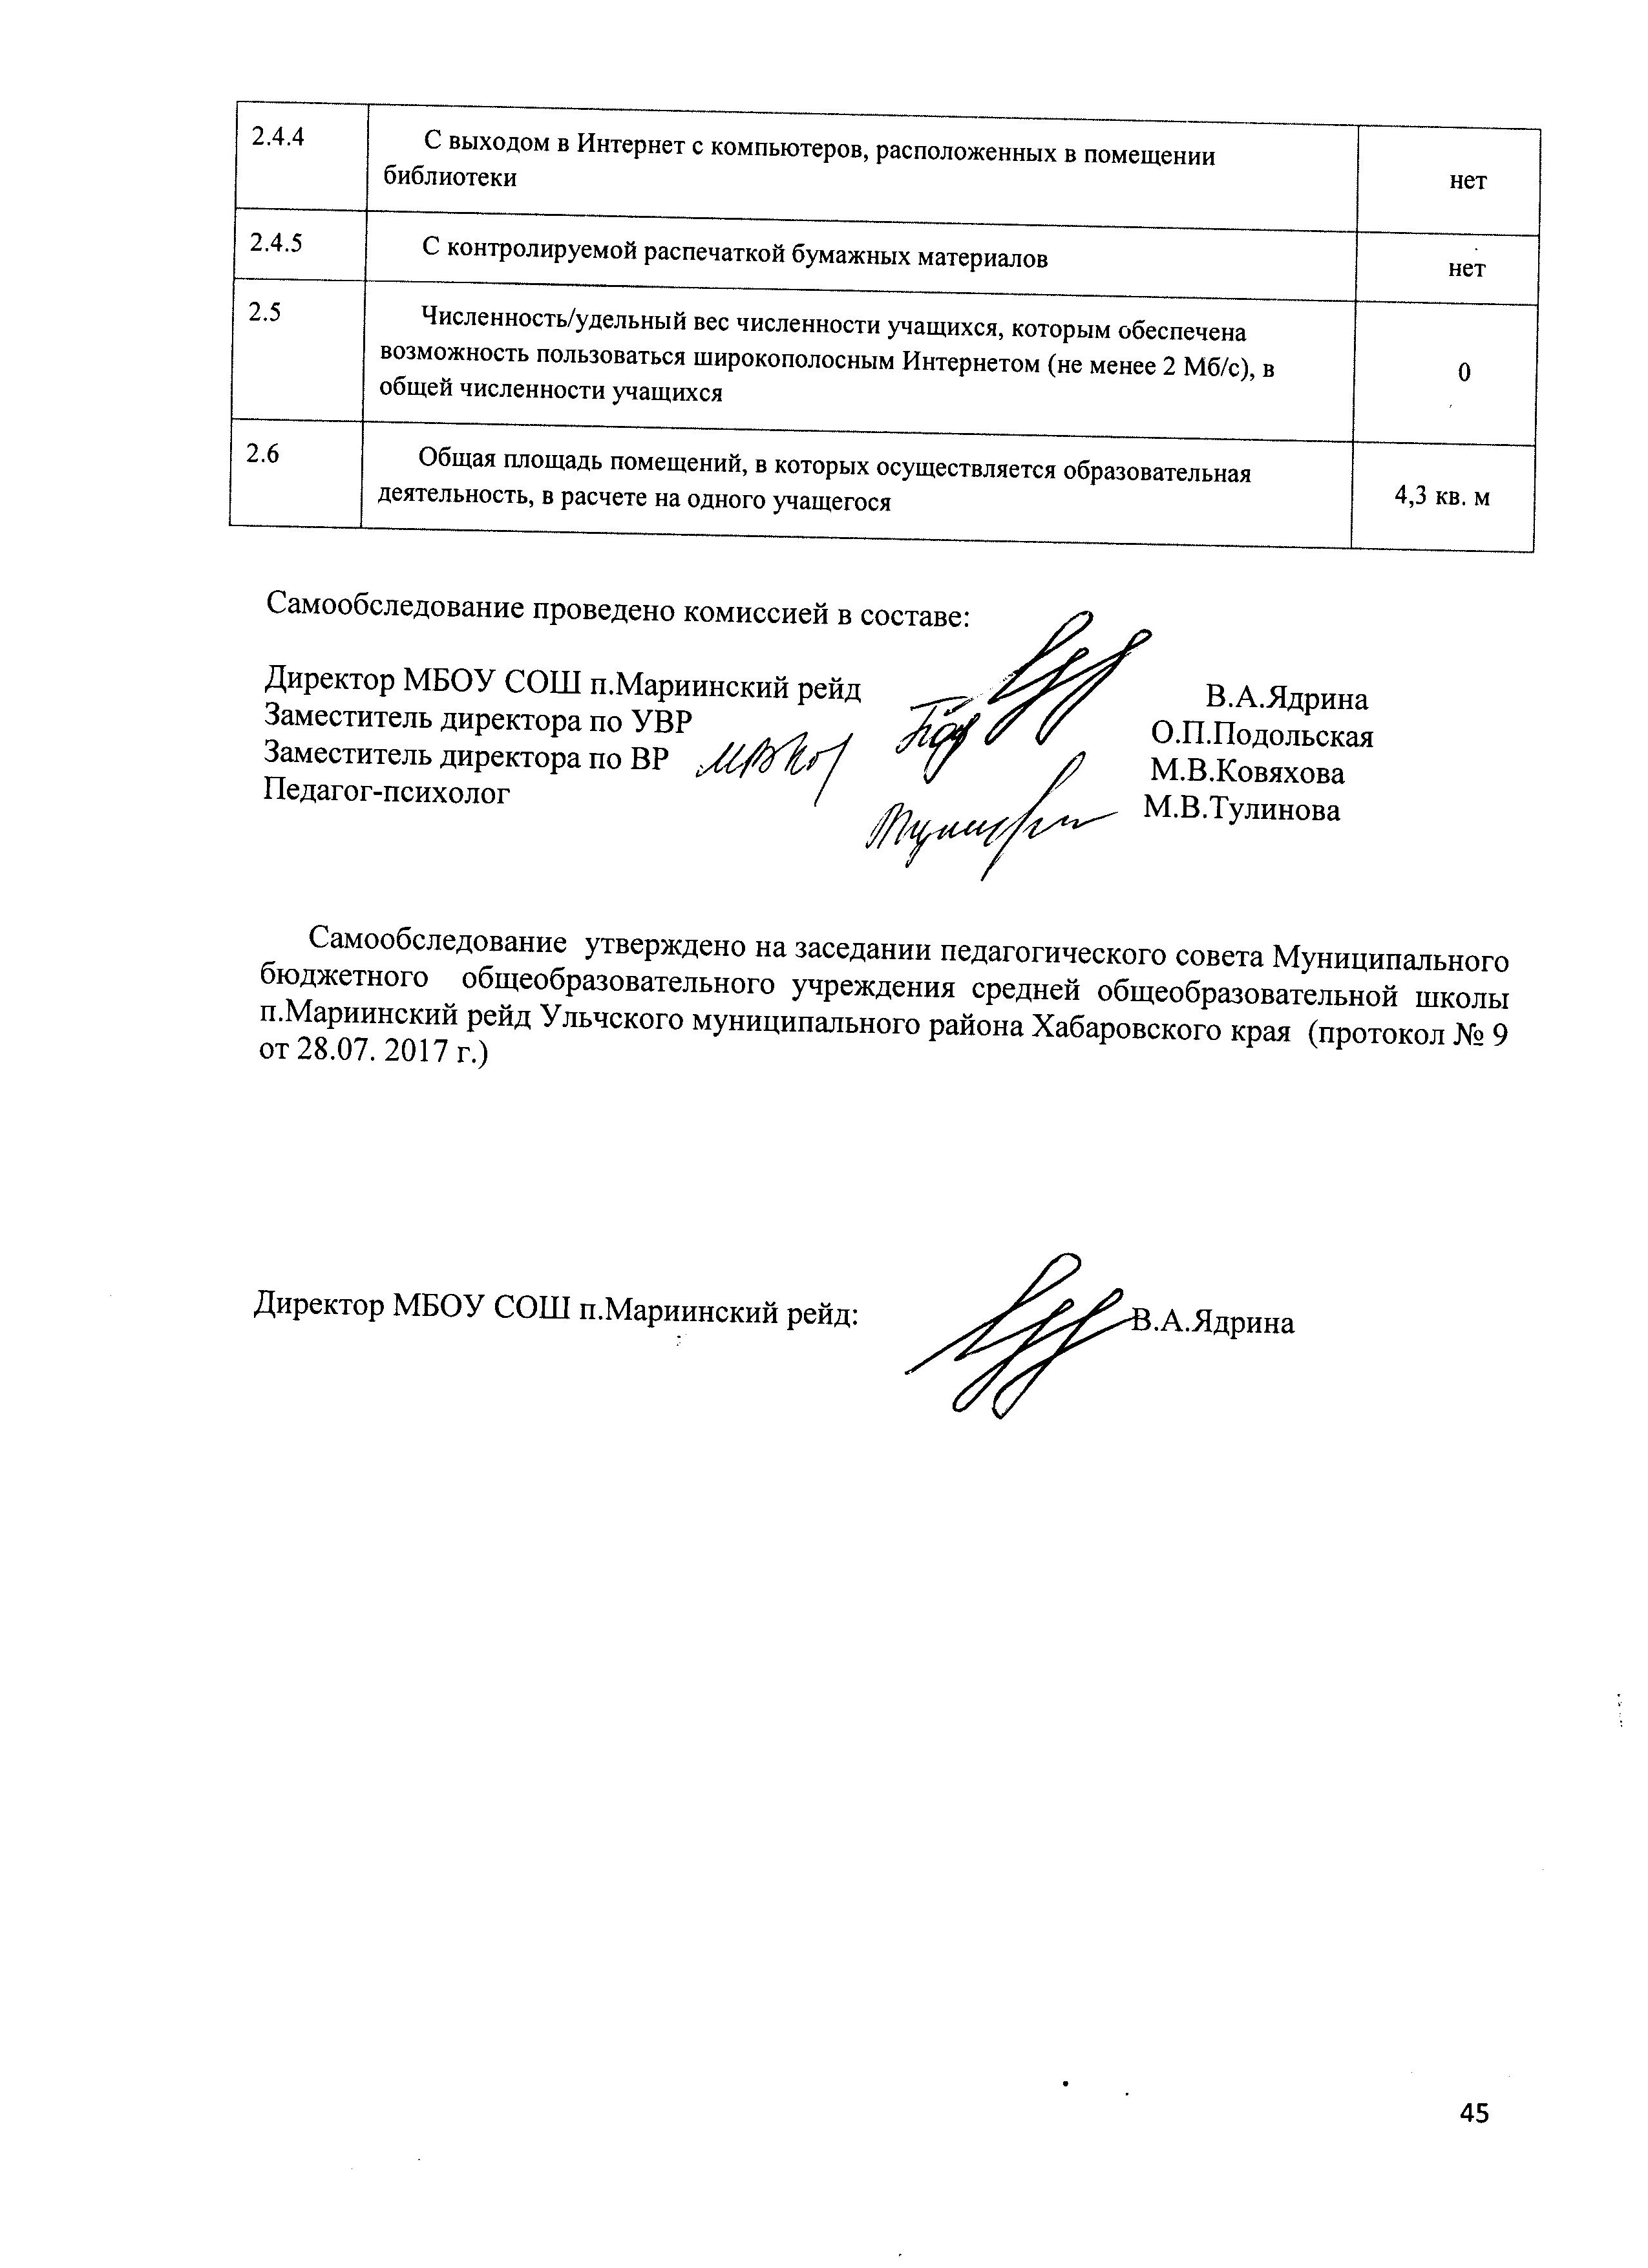 2.4.4 С выходом в Интернет с компьютеров, расположенных в помещении
библиотеки нет
2.4.5 С контролируемой распечаткой бумажных материалов нет
2.5 Численность/удельный вес численности учащихся, которым обеспечена
возможность пользоваться широкополосным Интернетом (не менее 2 Мб/с), в 0
общей численности учащихся
2.6 Общая площадь помещений, в которых осуществляется образовательная
деятельность, в расчете на одного учащегося 4,3 кв. м
Самообследование проведено комиссией в составе:
Директор МБОУ СОШ п.Мариинский рейд В.А.Ядрина
Заместитель директора по УВР О.П.Подольская
Заместитель директора по ВР М.В.Ковяхова
Педагог-психолог М.В.Тулинова
Самообследование утверждено на заседании педагогического совета Муниципального
бюджетного общеобразовательного учреждения средней общеобразовательной школы
п.Мариинский рейд Ульчского муниципального района Хабаровского края (протокол № 9
от 28.07. 2017 г.)
Директор МБОУ СОШ п.Мариинский рейд: В.А.Ядрина
45